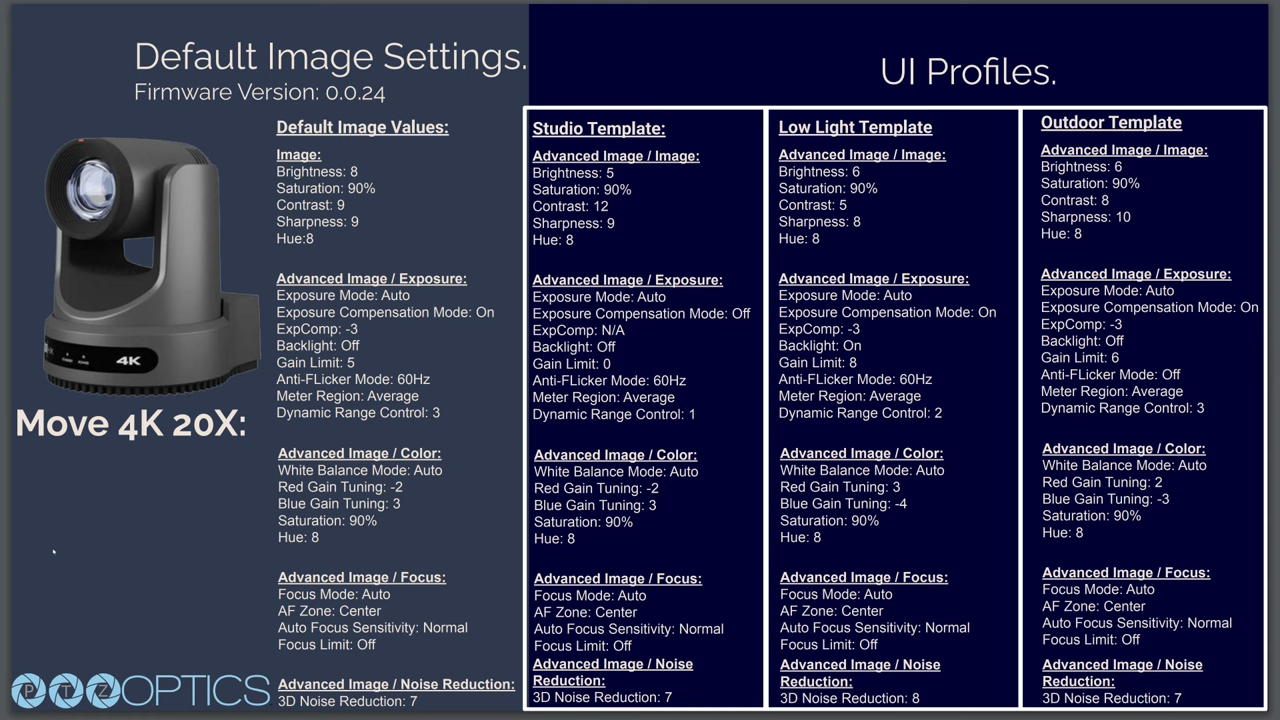 Default Image Settings.
Firmware Version: 0.0.24
UI Profiles.
4K
Move 4K 20X:
PTZOPTICS
Default Image Values:
Image:
Brightness: 8
Saturation: 90%
Contrast: 9
Sharpness: 9
Hue:8
Advanced Image / Exposure:
Exposure Mode: Auto
Exposure Compensation Mode: On
ExpComp: -3
Backlight: Off
Gain Limit: 5
Anti-FLicker Mode: 60Hz
Meter Region: Average
Dynamic Range Control: 3
Advanced Image / Color:
White Balance Mode: Auto
Red Gain Tuning: -2
Blue Gain Tuning: 3
Saturation: 90%
Hue: 8
Advanced Image / Focus:
Focus Mode: Auto
AF Zone: Center
Auto Focus Sensitivity: Normal
Focus Limit: Off
Advanced Image / Noise Reduction:
3D Noise Reduction: 7
Studio Template:
Advanced Image / Image:
Brightness: 5
Saturation: 90%
Contrast: 12
Sharpness: 9
Hue: 8
Advanced Image / Exposure:
Exposure Mode: Auto
Exposure Compensation Mode: Off
ExpComp: N/A
Backlight: Off
Gain Limit: 0
Anti-FLicker Mode: 60Hz
Meter Region: Average
Dynamic Range Control: 1
Advanced Image / Color:
White Balance Mode: Auto
Red Gain Tuning: -2
Blue Gain Tuning: 3
Saturation: 90%
Hue: 8
Advanced Image / Focus:
Focus Mode: Auto
AF Zone: Center
Auto Focus Sensitivity: Normal
Focus Limit: Off
Advanced Image / Noise
Reduction:
3D Noise Reduction: 7
Low Light Template
Advanced Image / Image:
Brightness: 6
Saturation: 90%
Contrast: 5
Sharpness: 8
Hue: 8
Advanced Image / Exposure:
Exposure Mode: Auto
Exposure Compensation Mode: On
ExpComp: -3
Backlight: On
Gain Limit: 8
Anti-FLicker Mode: 60Hz
Meter Region: Average
Dynamic Range Control: 2
Advanced Image / Color:
White Balance Mode: Auto
Red Gain Tuning: 3
Blue Gain Tuning: -4
Saturation: 90%
Hue: 8
Advanced Image / Focus:
Focus Mode: Auto
AF Zone: Center
Auto Focus Sensitivity: Normal
Focus Limit: Off
Advanced Image / Noise
Reduction:
3D Noise Reduction: 8
Outdoor Template
Advanced Image / Image:
Brightness: 6
Saturation: 90%
Contrast: 8
Sharpness: 10
Hue: 8
Advanced Image / Exposure:
Exposure Mode: Auto
Exposure Compensation Mode: On
ExpComp: -3
Backlight: Off
Gain Limit: 6
Anti-FLicker Mode: Off
Meter Region: Average
Dynamic Range Control: 3
Advanced Image / Color:
White Balance Mode: Auto
Red Gain Tuning: 2
Blue Gain Tuning: -3
Saturation: 90%
Hue: 8
Advanced Image / Focus:
Focus Mode: Auto
AF Zone: Center
Auto Focus Sensitivity: Normal
Focus Limit: Off
Advanced Image / Noise
Reduction:
3D Noise Reduction: 7